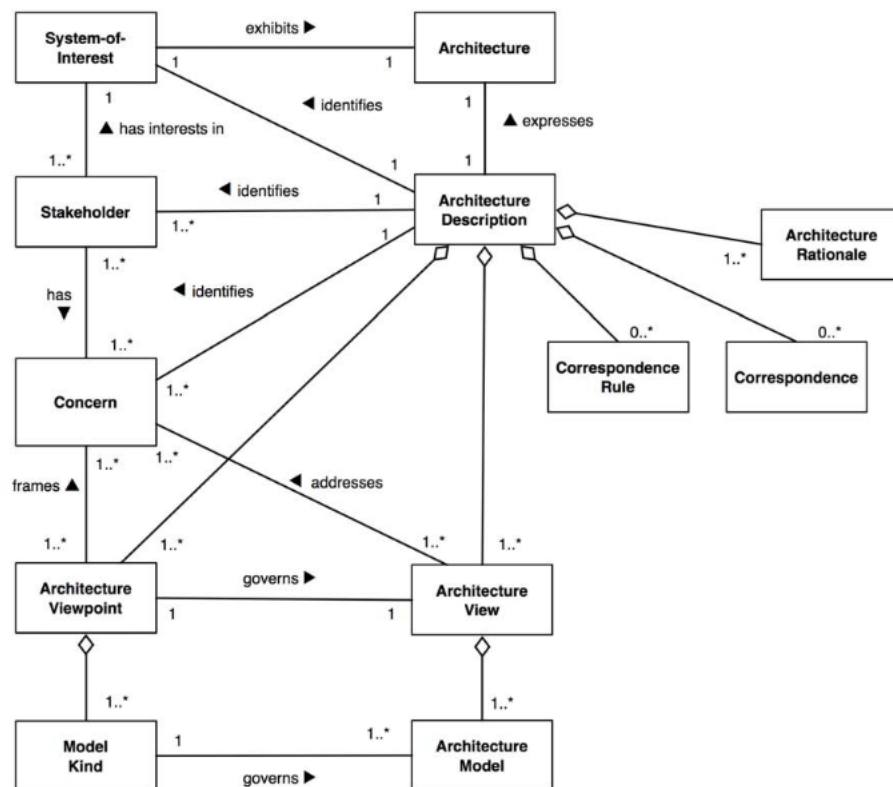 System-of-
Interest
exhibits ▶
Architecture
1
1
◀ identifies
1
1
▲ has interests in
▲ expresses
1..*
1
1
Stakeholder
◀ identifies
1
Architecture
Description
1..*
1
1..*
Architecture
Rationale
1..*
has
▼
◀ identifies
1..*
0..*
0..*
Concern
1..*
Correspondence
Rule
Correspondence
1..*
1..*
frames ▲
◀ addresses
1..*
1..*
1..*
1..*
Architecture
Viewpoint
governs ▶
Architecture
View
1
1
1..*
1..*
Model
Kind
1
1..*
Architecture
Model
governs ▶